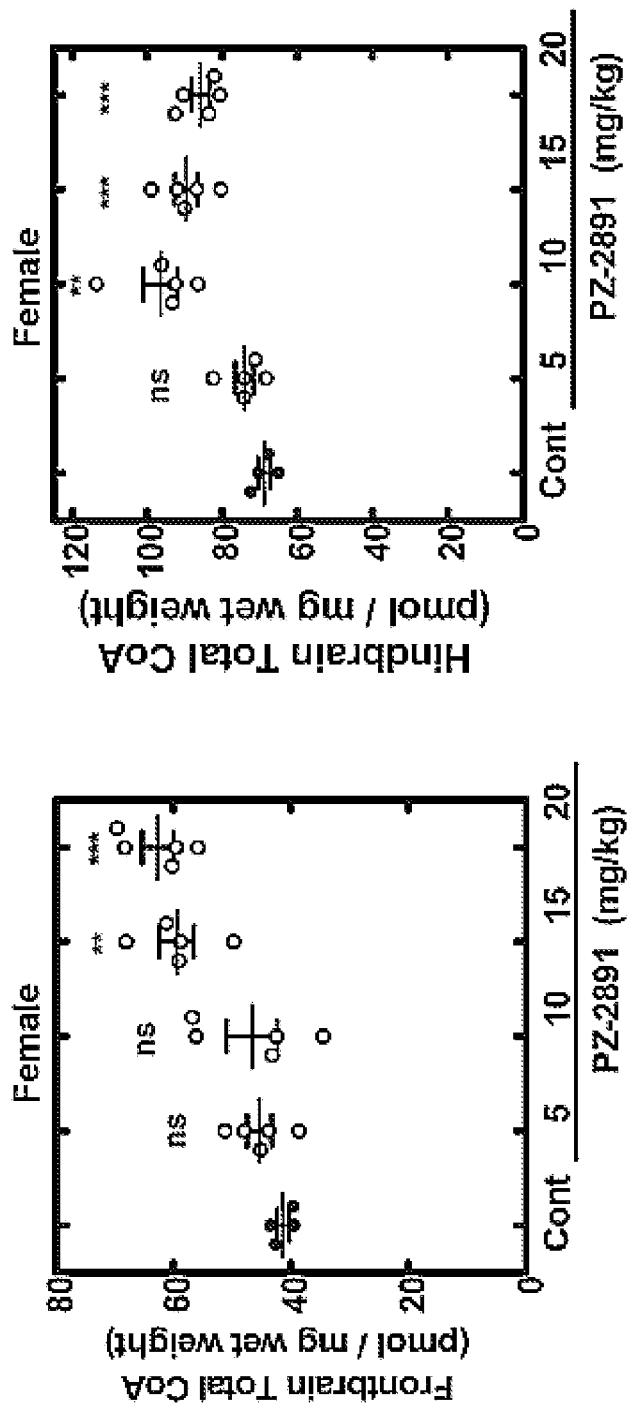 Female
Hindbrain Total CoA
(pmol / mg wet weight)
120
100
80
60
40
20
0
ns
**
***
***
Cont 5 10 15 20
PZ-2891 (mg/kg)
Female
Frontbrain Total CoA
(pmol / mg wet weight)
80
60
40
20
0
ns
ns
**
***
Cont 5 10 15 20
PZ-2891 (mg/kg)